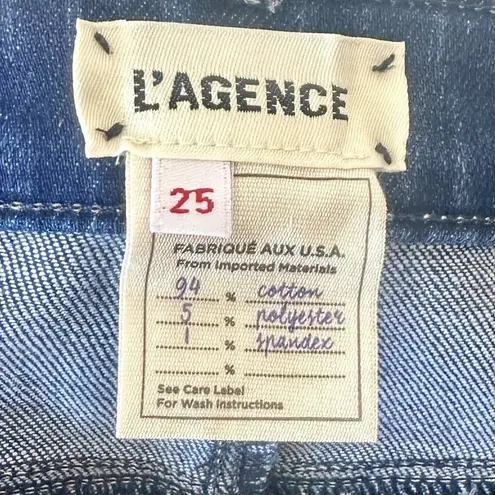 L'AGENCE
25
FABRIQUÉ AUX U.S.A.
From Imported Materials
94 % cotton
5 % polyester
1 % spandex
%
See Care Label
For Wash Instructions